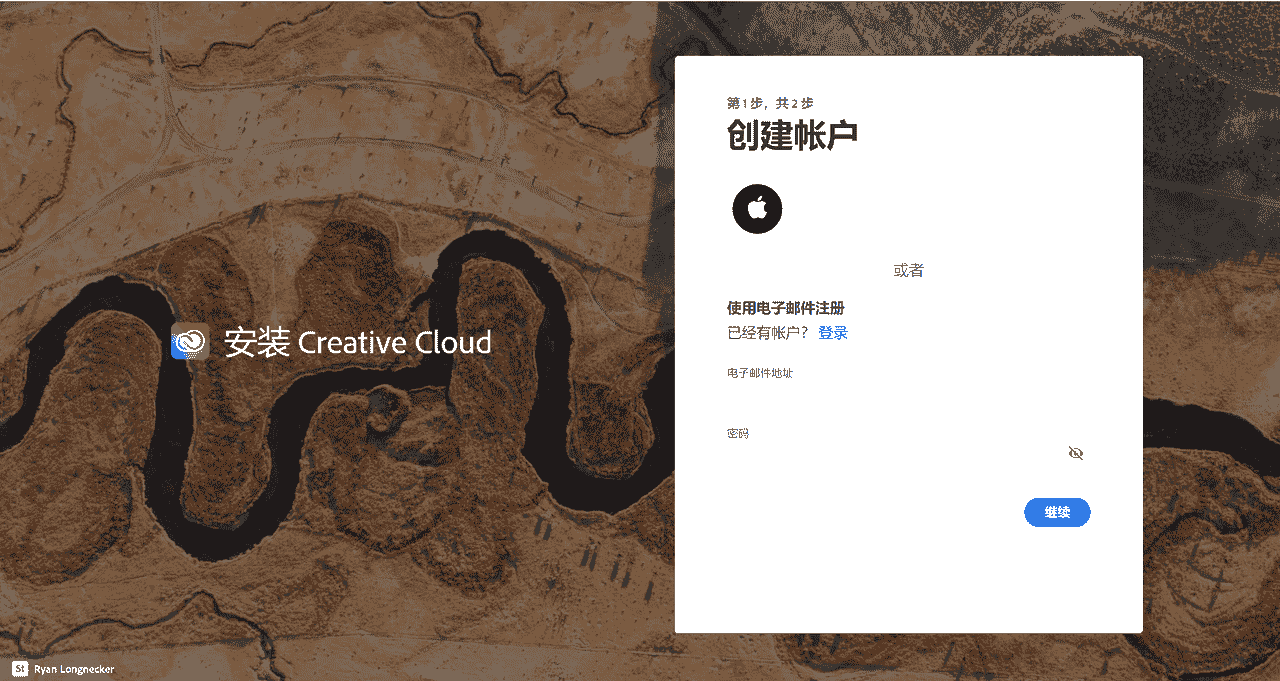 安装 Creative Cloud
St Ryan Longnecker
第 1 步，共 2 步
创建帐户
或者
使用电子邮件注册
已经有帐户？ 登录
电子邮件地址
密码
继续